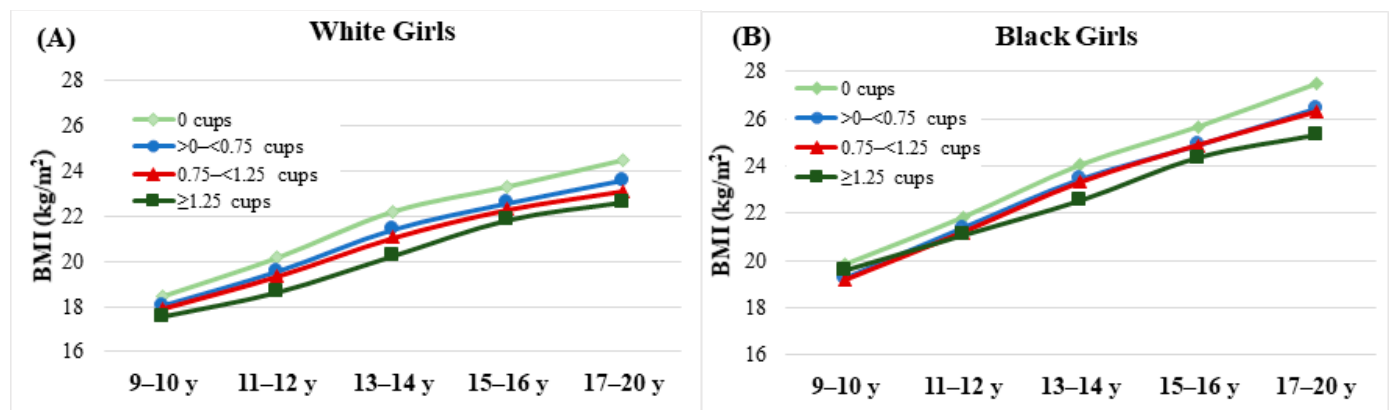 (A)
White Girls
BMI (kg/m²)
28
26
24
22
20
18
16
0 cups
>0–<0.75 cups
0.75–<1.25 cups
≥1.25 cups
9–10 y 11–12 y 13–14 y 15–16 y 17–20 y
(B)
Black Girls
BMI (kg/m²)
28
26
24
22
20
18
16
0 cups
>0–<0.75 cups
0.75–<1.25 cups
≥1.25 cups
9–10 y 11–12 y 13–14 y 15–16 y 17–20 y